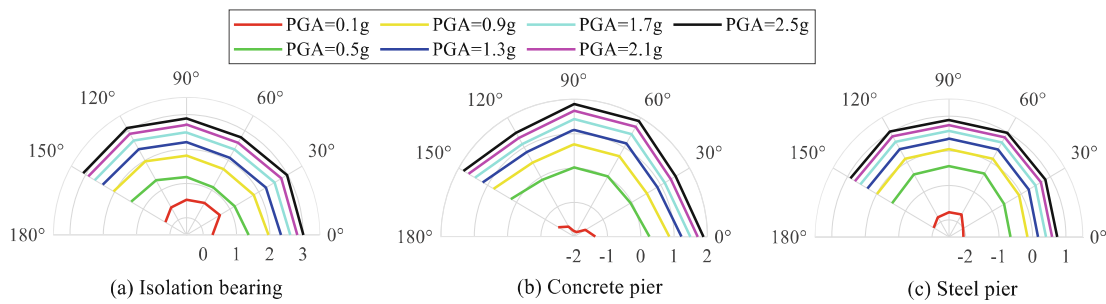 PGA=0.1g PGA=0.9g PGA=1.7g PGA=2.5g
PGA=0.5g PGA=1.3g PGA=2.1g
90° 90° 90°
120° 60° 120° 60° 120° 60°
150° 30° 150° 30° 150° 30°
180° 0° 180° 0° 180° 0°
0 1 2 3 -2 -1 0 1 2 -2 -1 0 1
(a) Isolation bearing (b) Concrete pier (c) Steel pier